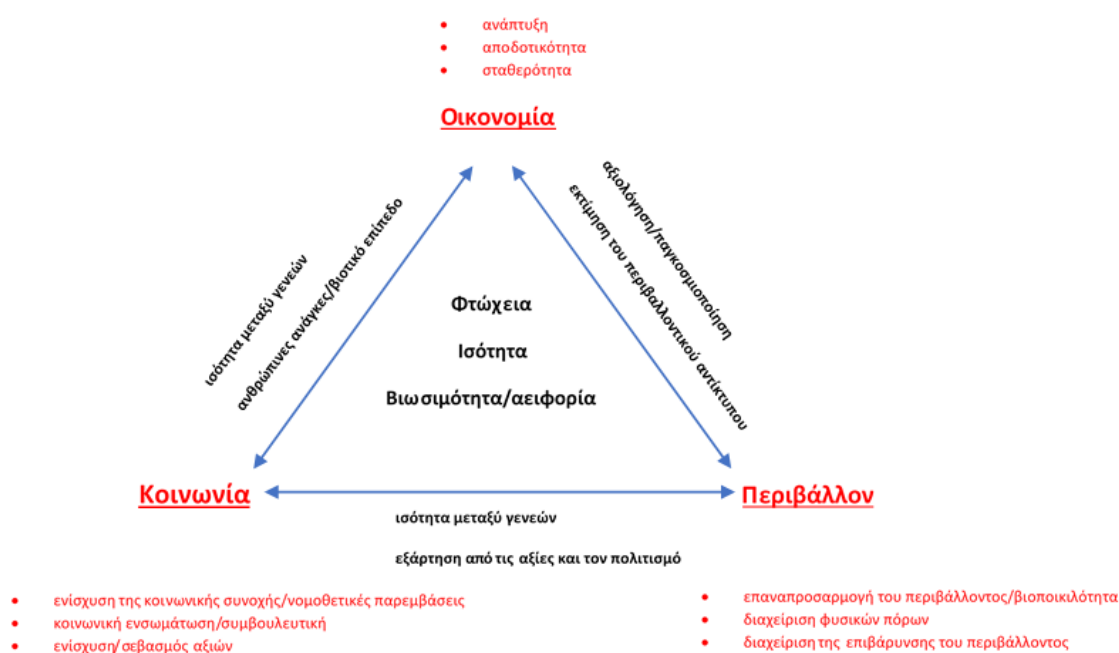 • ανάπτυξη
• αποδοτικότητα
• σταθερότητα
Οικονομία
ισότητα μεταξύ γενεών
ανθρώπινες ανάγκες/βιοτικό επίπεδο
αξιολόγηση/παγκοσμιοποίηση
εκτίμηση του περιβαλλοντικού αντίκτυπου
Φτώχεια
Ισότητα
Βιωσιμότητα/αειφορία
Κοινωνία
Περιβάλλον
ισότητα μεταξύ γενεών
εξάρτηση από τις αξίες και τον πολιτισμό
• ενίσχυση της κοινωνικής συνοχής/νομοθετικές παρεμβάσεις
• κοινωνική ενσωμάτωση/συμβουλευτική
• ενίσχυση/σεβασμός αξιών
• επαναπροσαρμογή του περιβάλλοντος/βιοποικιλότητα
• διαχείριση φυσικών πόρων
• διαχείριση της επιβάρυνσης του περιβάλλοντος